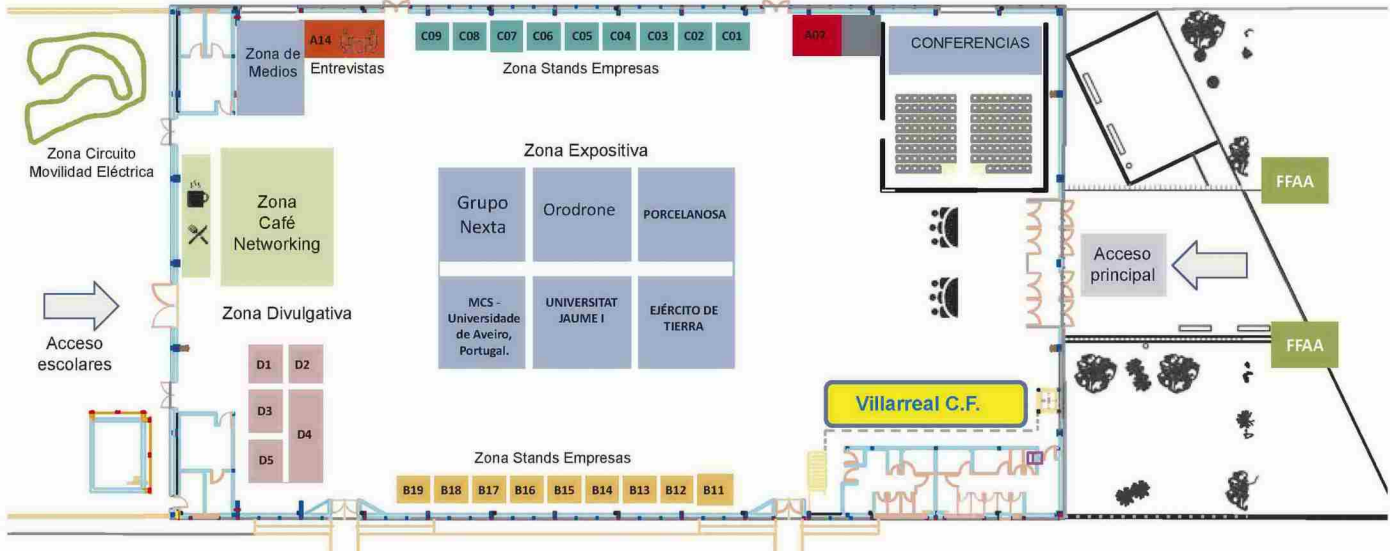 A14
Zona de
Medios
Entrevistas
C09 C08 C07 C06 C05 C04 C03 C02 C01
Zona Stands Empresas
A07
CONFERENCIAS
Zona Circuito
Movilidad Eléctrica
Zona
Café
Networking
Zona Expositiva
Grupo
Nexta
Orodrone
PORCELANOSA
MCS -
Universidade
de Aveiro,
Portugal.
UNIVERSITAT
JAUME I
EJÉRCITO DE
TIERRA
FFAA
Acceso
principal
FFAA
Acceso
escolares
Zona Divulgativa
D1 D2
D3
D4
D5
Villarreal C.F.
Zona Stands Empresas
B19 B18 B17 B16 B15 B14 B13 B12 B11